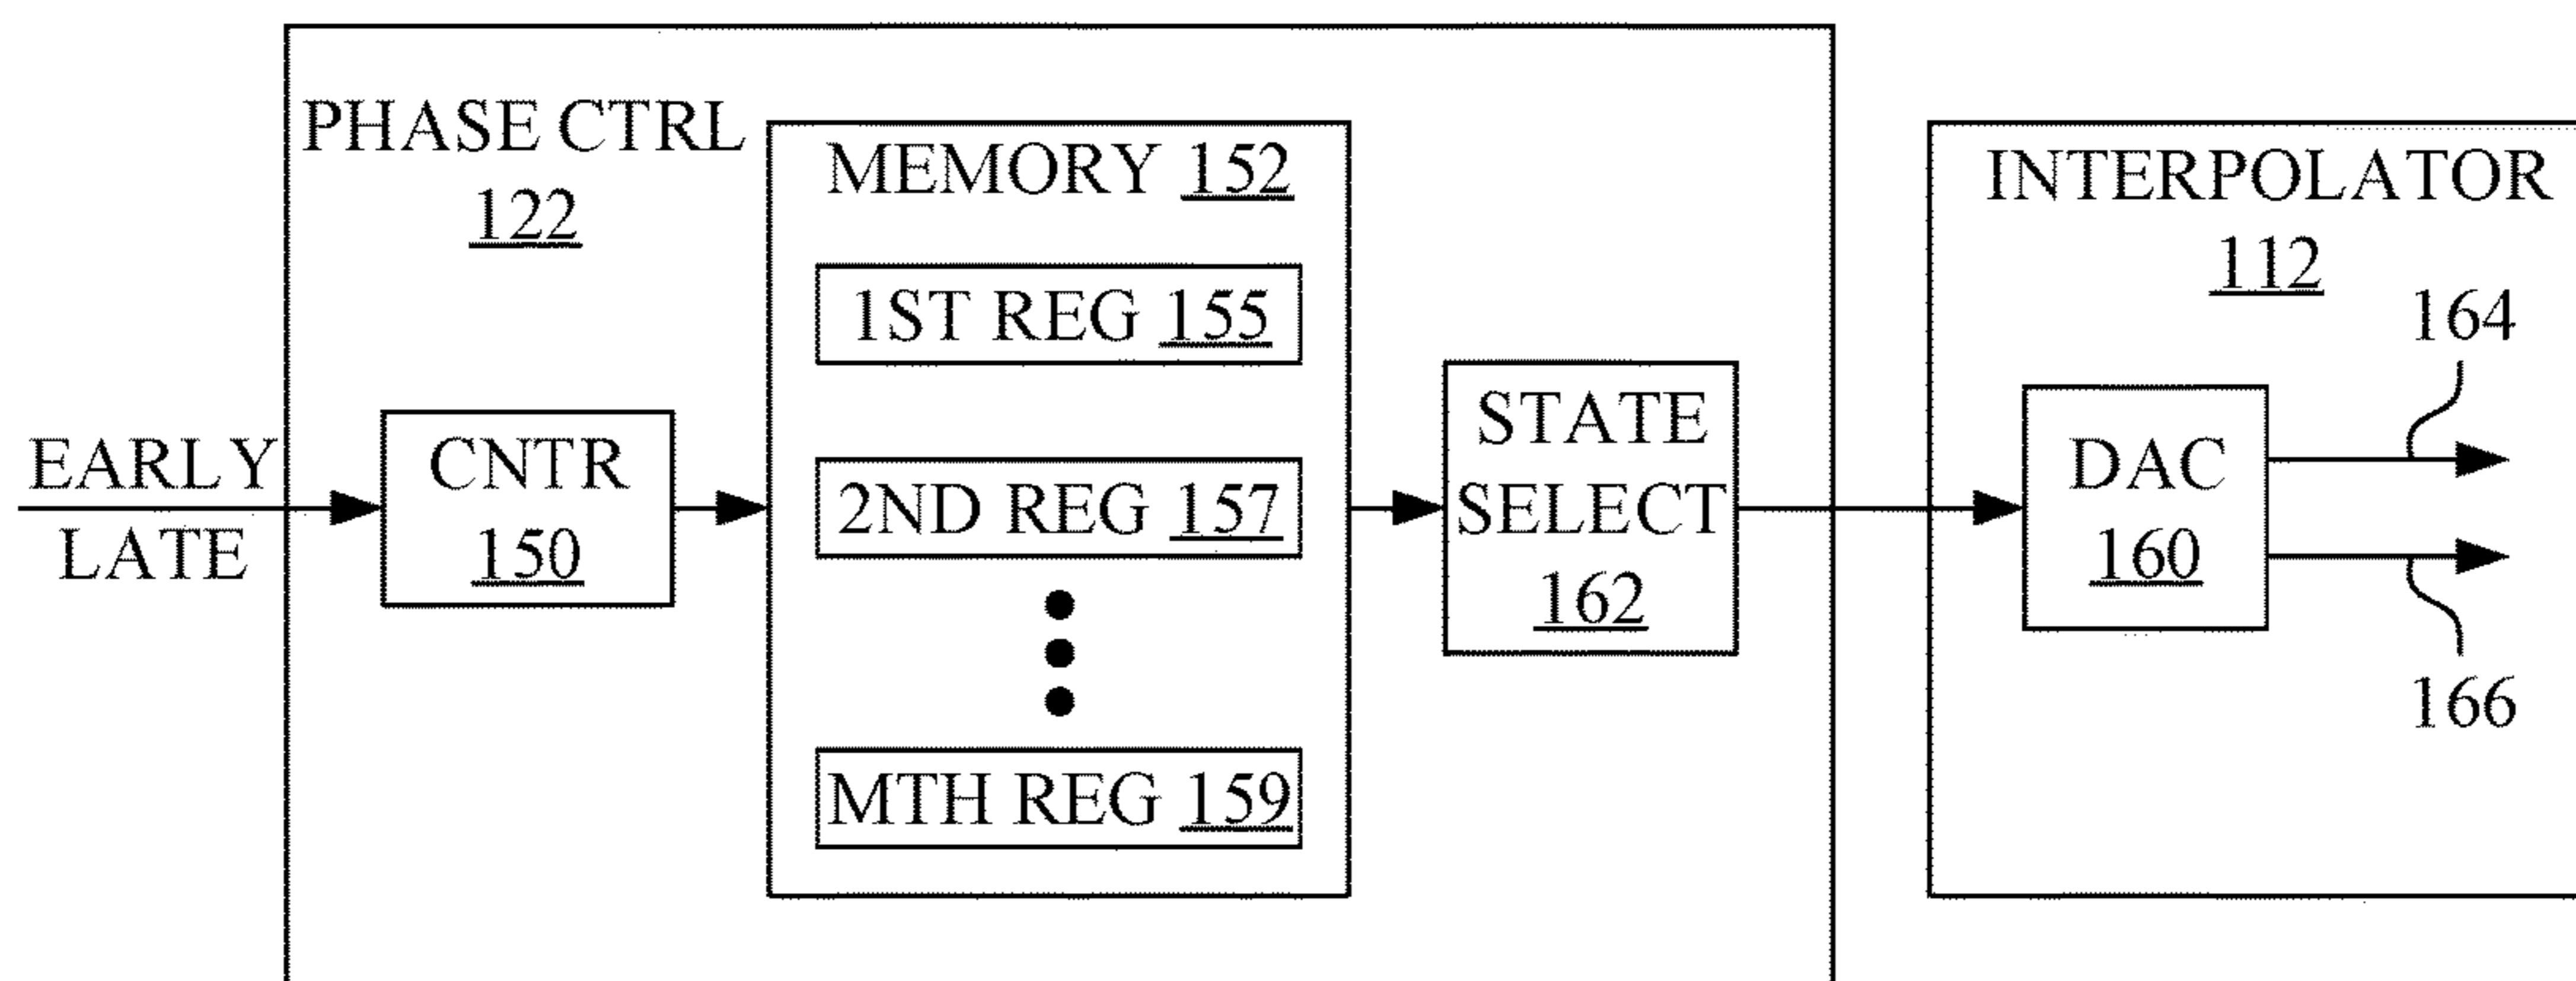 PHASE CTRL
122
EARLY
LATE
CNTR
150
MEMORY 152
1ST REG 155
2ND REG 157
MTH REG 159
STATE
SELECT
162
INTERPOLATOR
112
DAC
160
164
166